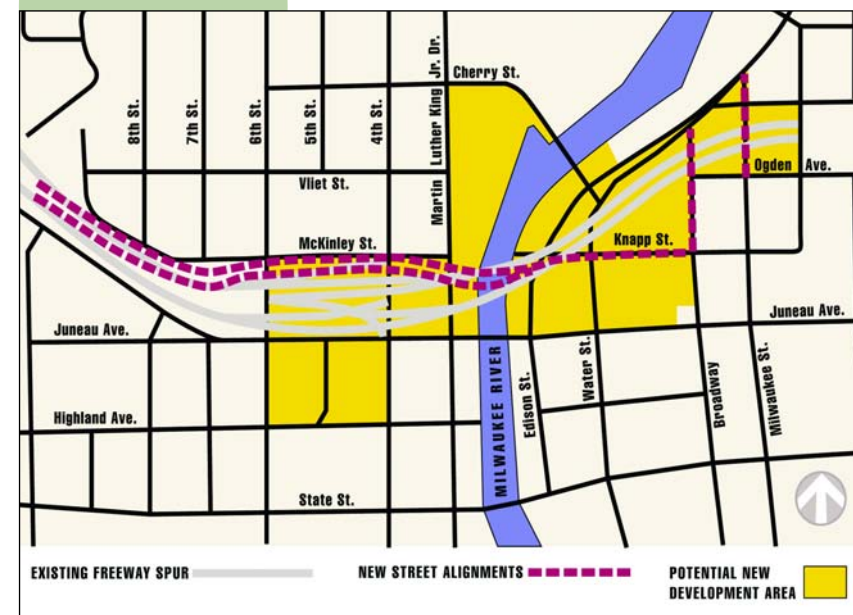 Cherry St.
8th St.
7th St.
6th St.
5th St.
4th St.
Martin Luther King Jr. Dr.
Vliet St.
Ogden Ave.
McKinley St.
Knapp St.
Juneau Ave.
Juneau Ave.
Highland Ave.
MILWAUKEE RIVER
Edison St.
Water St.
Broadway
Milwaukee St.
State St.
EXISTING FREEWAY SPUR
NEW STREET ALIGNMENTS
POTENTIAL NEW
DEVELOPMENT AREA